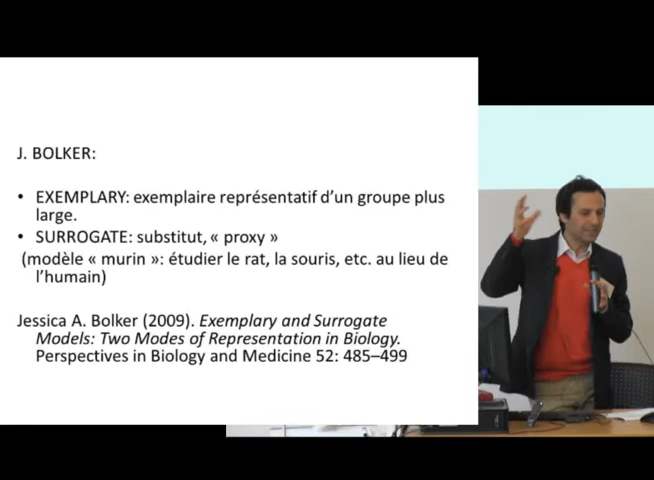 J. BOLKER:
• EXEMPLARY: exemplaire représentatif d’un groupe plus
large.
• SURROGATE: substitut, « proxy »
(modèle « murin »: étudier le rat, la souris, etc. au lieu de
l’humain)
Jessica A. Bolker (2009). Exemplary and Surrogate
Models: Two Modes of Representation in Biology.
Perspectives in Biology and Medicine 52: 485–499